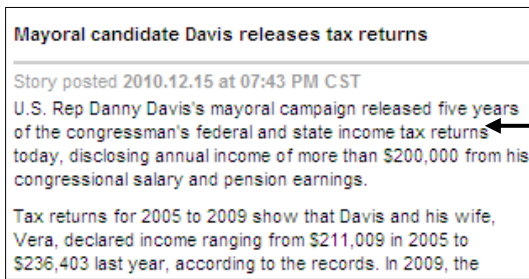 Mayoral candidate Davis releases tax returns
Story posted 2010.12.15 at 07:43 PM CST
U.S. Rep Danny Davis's mayoral campaign released five years
of the congressman's federal and state income tax returns
today, disclosing annual income of more than $200,000 from his
congressional salary and pension earnings.
Tax returns for 2005 to 2009 show that Davis and his wife,
Vera, declared income ranging from $211,009 in 2005 to
$236,403 last year, according to the records. In 2009, the